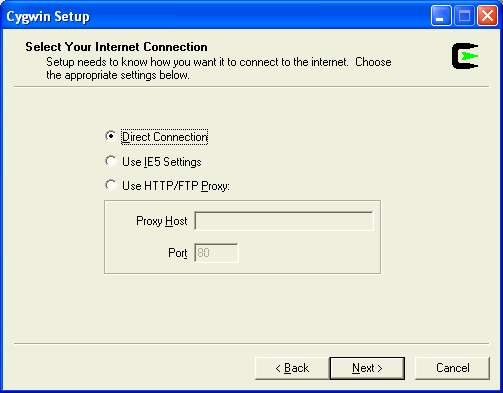 Cygwin Setup
Select Your Internet Connection
Setup needs to know how you want it to connect to the internet.  Choose
the appropriate settings below.
Direct Connection
Use IE5 Settings
Use HTTP/FTP Proxy:
Proxy Host
Port 80
< Back Next > Cancel